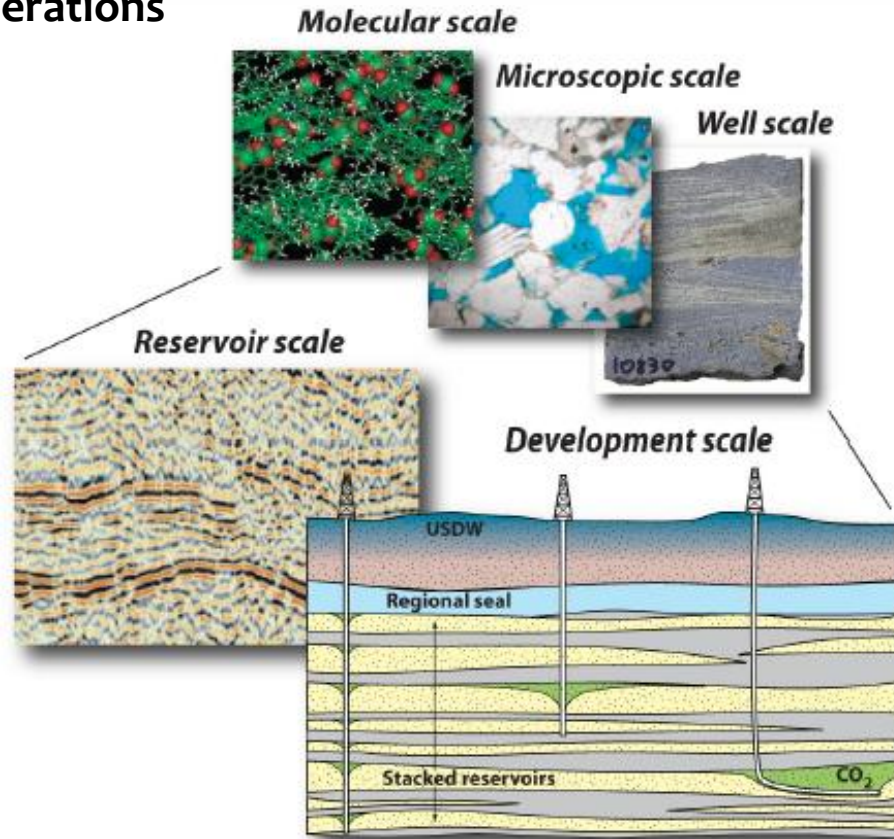 erations
Molecular scale
Microscopic scale
Well scale
10830
Reservoir scale
Development scale
USDW
Regional seal
Stacked reservoirs
CO₂